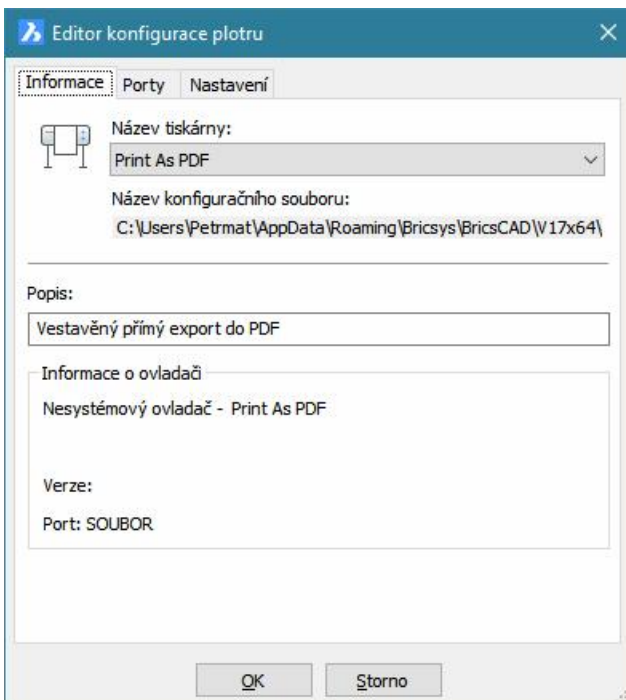 Editor konfigurace plotru
Informace Porty Nastavení
Název tiskárny:
Print As PDF
Název konfiguračního souboru:
C:\Users\Petrmat\AppData\Roaming\Bricsys\BricsCAD\V17x64\
Popis:
Vestavěný přímý export do PDF
Informace o ovladači
Nesystémový ovladač - Print As PDF
Verze:
Port: SOUBOR
OK Storno